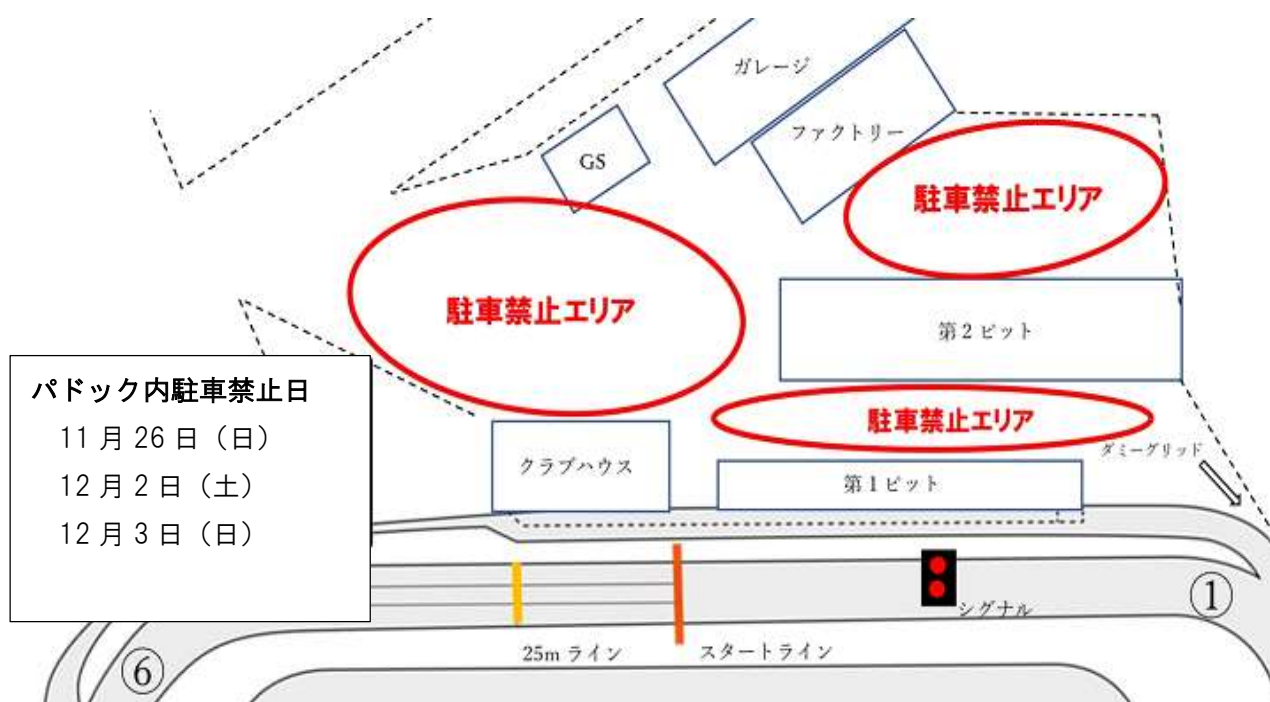 ガレージ
ファクトリー
GS
駐車禁止エリア
駐車禁止エリア
第2ピット
パドック内駐車禁止日
11月26日（日）
12月2日（土）
12月3日（日）
駐車禁止エリア
ダミーグリッド
クラブハウス
第1ピット
①
シグナル
25mライン
スタートライン
⑥